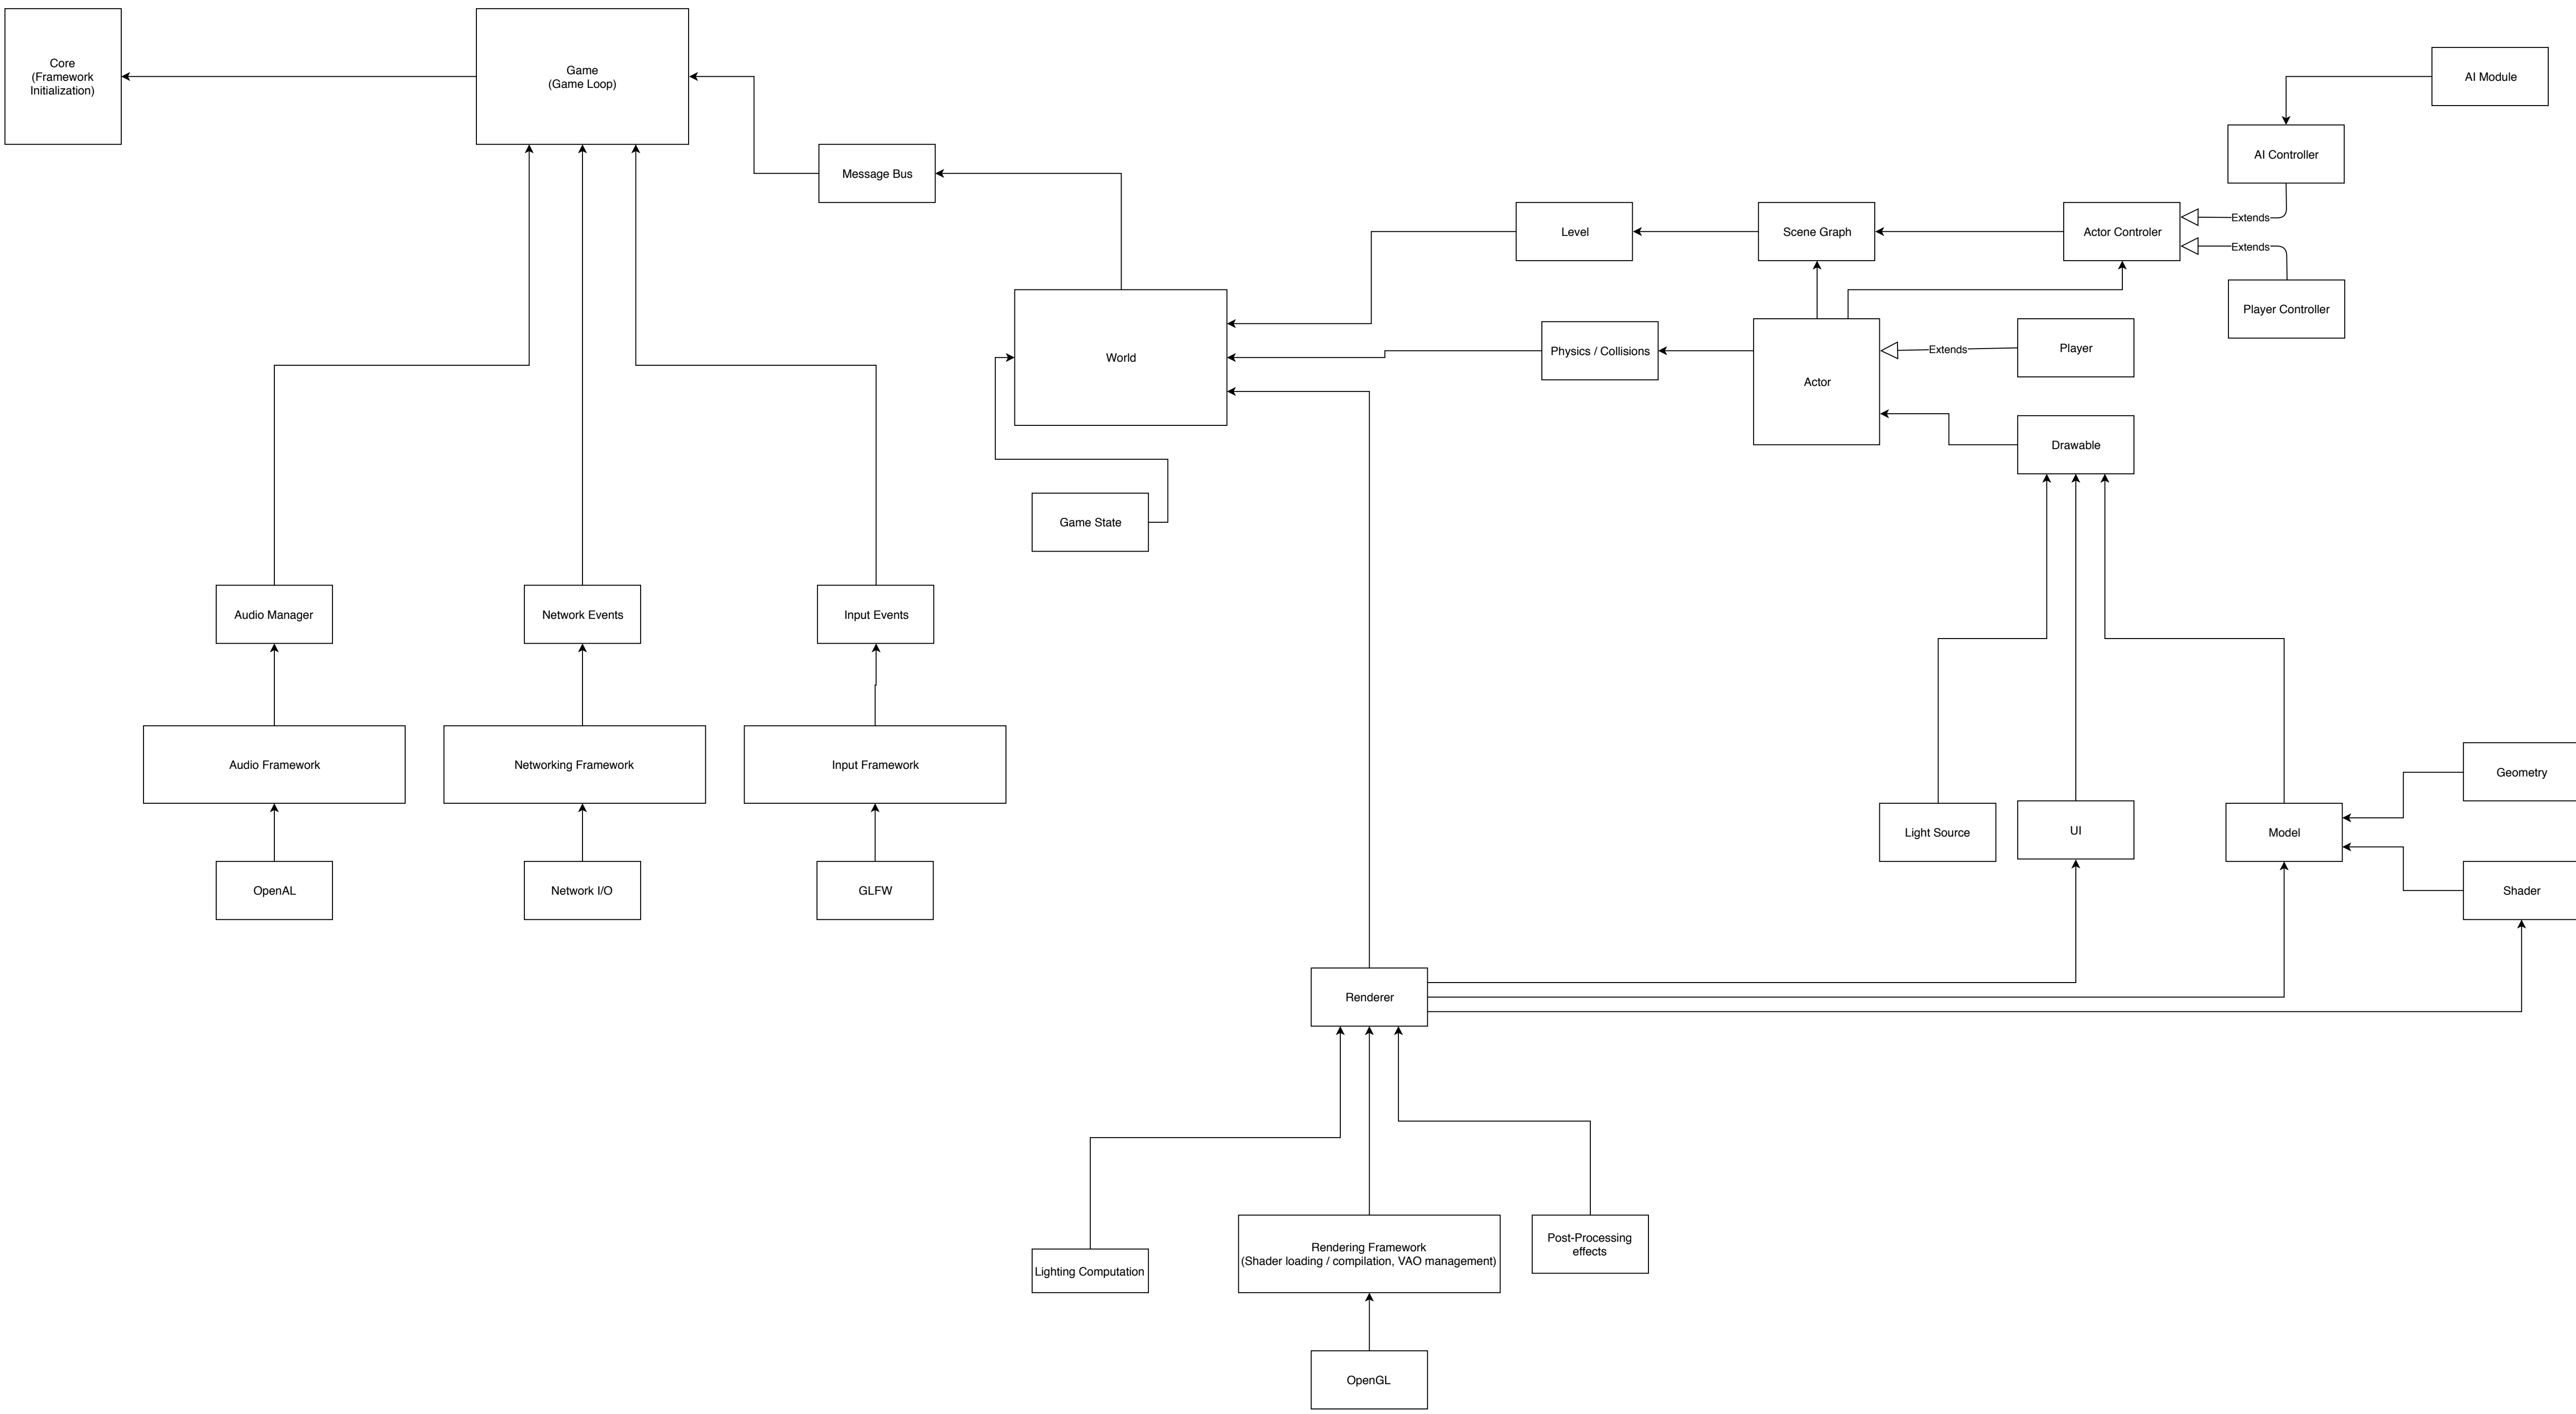 Core
(Framework
Initialization)
Game
(Game Loop)
AI Module
AI Controller
Message Bus
Level
Scene Graph
Actor Controler
Extends
Extends
Player Controller
World
Physics / Collisions
Actor
Extends
Player
Drawable
Game State
Audio Manager
Network Events
Input Events
Audio Framework
Networking Framework
Input Framework
Geometry
Light Source
UI
Model
OpenAL
Network I/O
GLFW
Shader
Renderer
Lighting Computation
Rendering Framework
(Shader loading / compilation, VAO management)
Post-Processing
effects
OpenGL